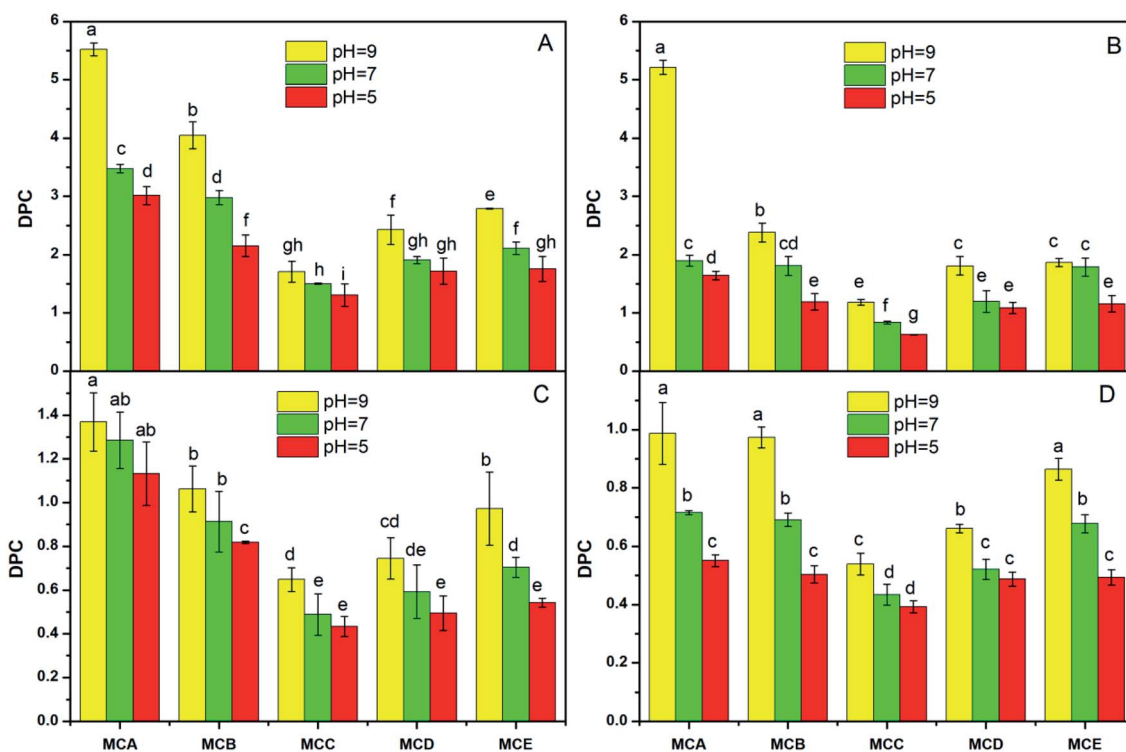 A
pH=9
pH=7
pH=5
DPC
6
5
4
3
2
1
0
a c d
b d f
gh h i
f gh gh
e f gh
B
pH=9
pH=7
pH=5
DPC
6
5
4
3
2
1
0
a c d
b cd e
e f g
c e e
c c e
C
pH=9
pH=7
pH=5
DPC
1.4
1.2
1.0
0.8
0.6
0.4
0.2
0.0
a ab ab
b b c
d e e
cd de e
b d e
MCA MCB MCC MCD MCE
D
pH=9
pH=7
pH=5
DPC
1.0
0.8
0.6
0.4
0.2
0.0
a b c
a b c
c d d
b c c
a b c
MCA MCB MCC MCD MCE